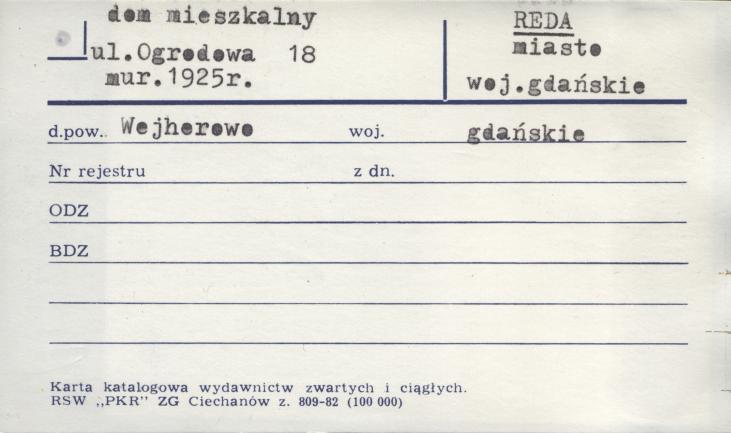 dom mieszkalny
ul.Ogrodowa 18
mur.1925r.
REDA
miasto
woj.gdańskie
d.pow. Wejherowo woj. gdańskie
Nr rejestru z dn.
ODZ
BDZ
Karta katalogowa wydawnictw zwartych i ciągłych.
RSW „PKR" ZG Ciechanów z. 809-82 (100 000)